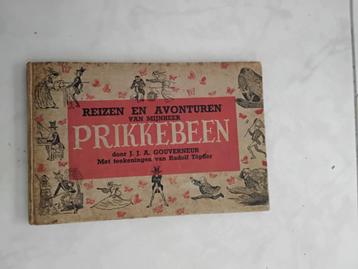 REIZEN EN AVONTUREN
VAN MIJNHEER
PRIKKEBEEN
door J. J. A. GOUVERNEUR
Met teekeningen van Rudolf Töpffer